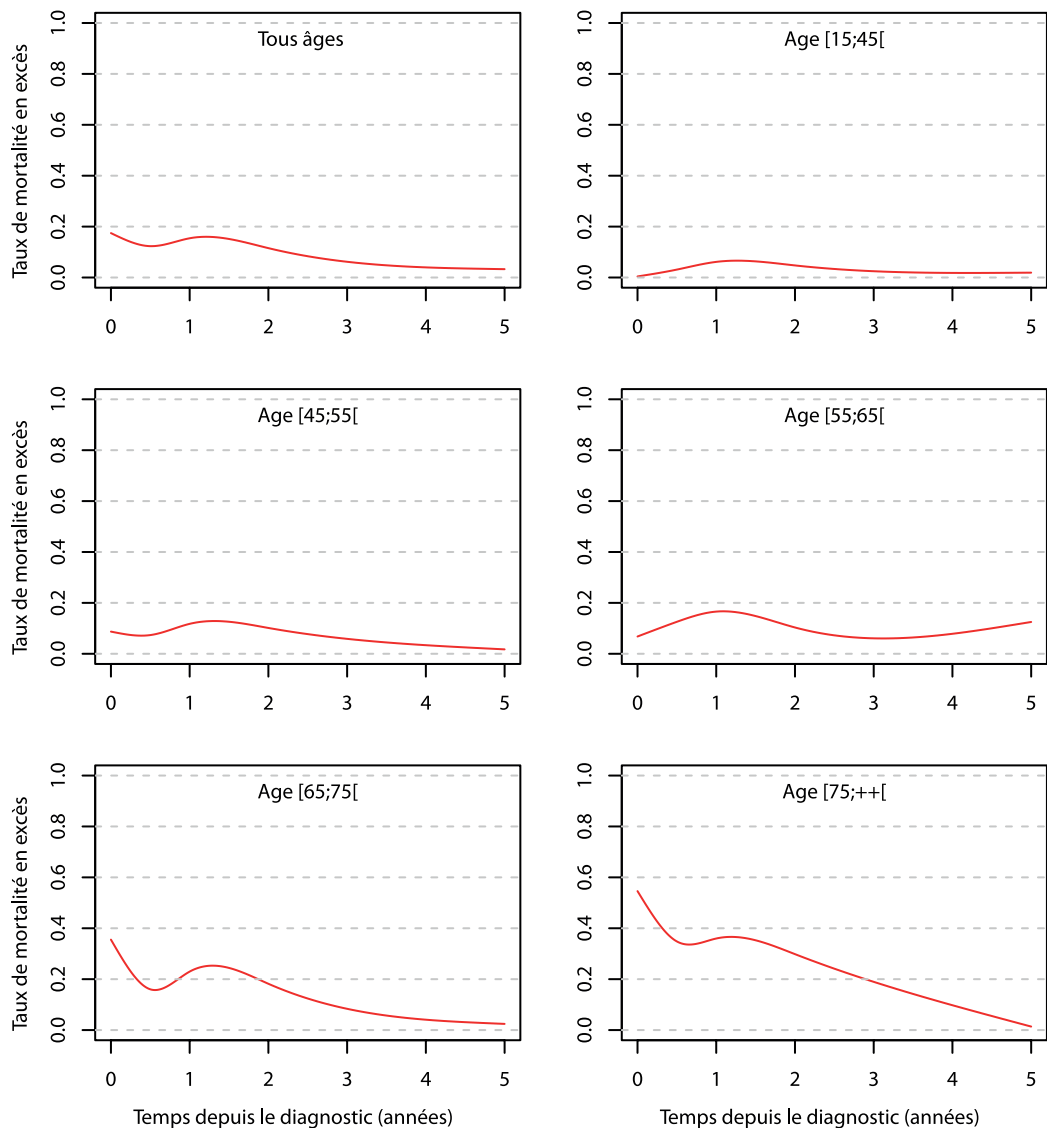 Tous âges
Taux de mortalité en excès
1.0
0.8
0.6
0.4
0.2
0.0
0 1 2 3 4 5
Age [15;45[
1.0
0.8
0.6
0.4
0.2
0.0
0 1 2 3 4 5
Age [45;55[
Taux de mortalité en excès
1.0
0.8
0.6
0.4
0.2
0.0
0 1 2 3 4 5
Age [55;65[
1.0
0.8
0.6
0.4
0.2
0.0
0 1 2 3 4 5
Age [65;75[
Taux de mortalité en excès
1.0
0.8
0.6
0.4
0.2
0.0
0 1 2 3 4 5
Temps depuis le diagnostic (années)
Age [75;++[
1.0
0.8
0.6
0.4
0.2
0.0
0 1 2 3 4 5
Temps depuis le diagnostic (années)